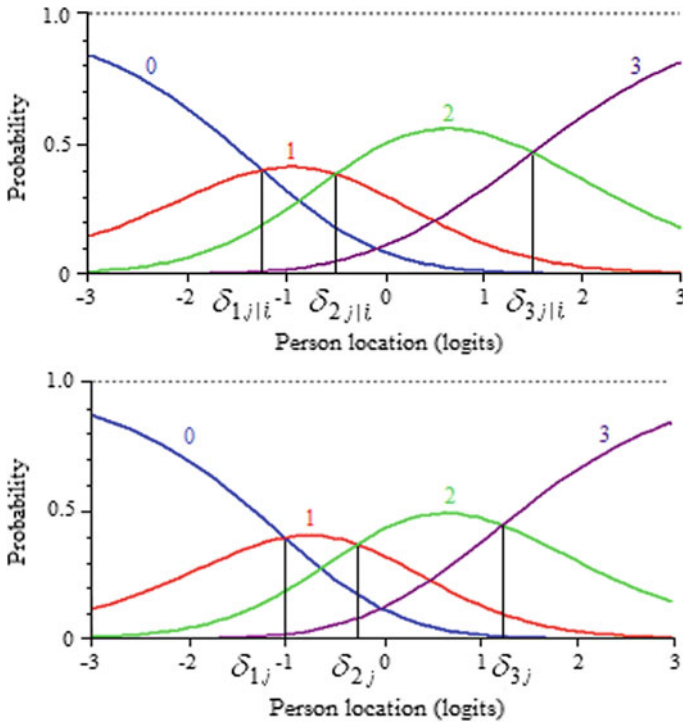 1.0
0
3
2
0.5
1
Probability
0
-3 -2 -1 0 1 2 3
δ1j|i δ2j|i δ3j|i
Person location (logits)
1.0
0
3
2
1
0.5
Probability
0
-3 -2 -1 0 1 2 3
δ1j δ2j δ3j
Person location (logits)